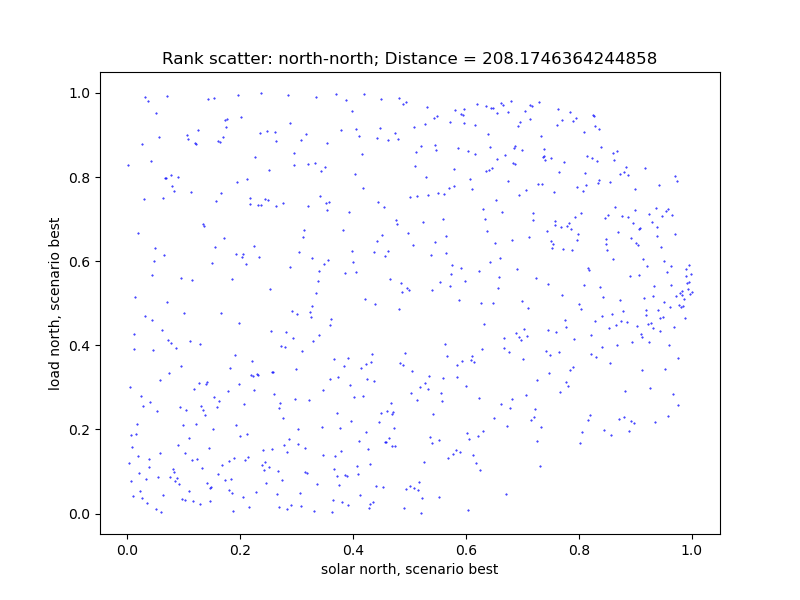 Rank scatter: north-north; Distance = 208.1746364244858
1.0
0.8
0.6
0.4
0.2
0.0
load north, scenario best
0.0 0.2 0.4 0.6 0.8 1.0
solar north, scenario best